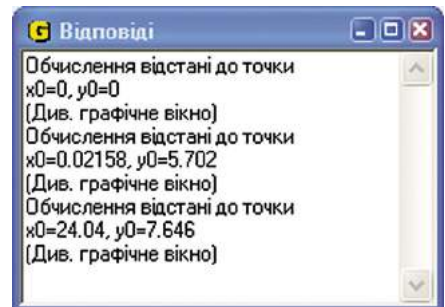 G Відповіді
Обчислення відстані до точки
x0=0, y0=0
(Див. графічне вікно)
Обчислення відстані до точки
x0=0.02158, y0=5.702
(Див. графічне вікно)
Обчислення відстані до точки
x0=24.04, y0=7.646
(Див. графічне вікно)